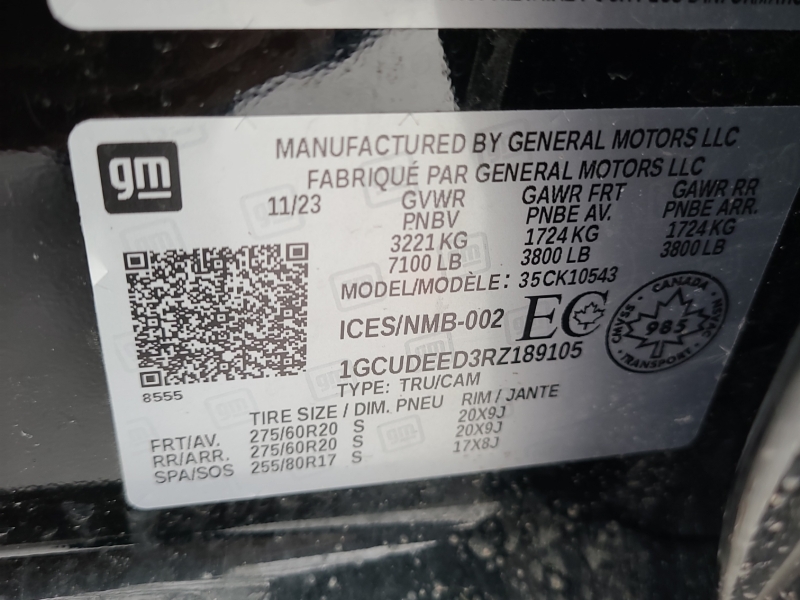 gm
MANUFACTURED BY GENERAL MOTORS LLC
FABRIQUÉ PAR GENERAL MOTORS LLC
11/23 GVWR GAWR FRT GAWR RR
PNBV PNBE AV. PNBE ARR.
3221 KG 1724 KG 1724 KG
7100 LB 3800 LB 3800 LB
MODEL/MODÈLE: 35CK10543
ICES/NMB-002 EC
CANADA
985
TRANSPORT
1GCUDEED3RZ189105
8555 TYPE: TRU/CAM
TIRE SIZE / DIM. PNEU RIM / JANTE
FRT/AV. 275/60R20 S 20X9J
RR/ARR. 275/60R20 S 20X9J
SPA/SOS 255/80R17 S 17X8J